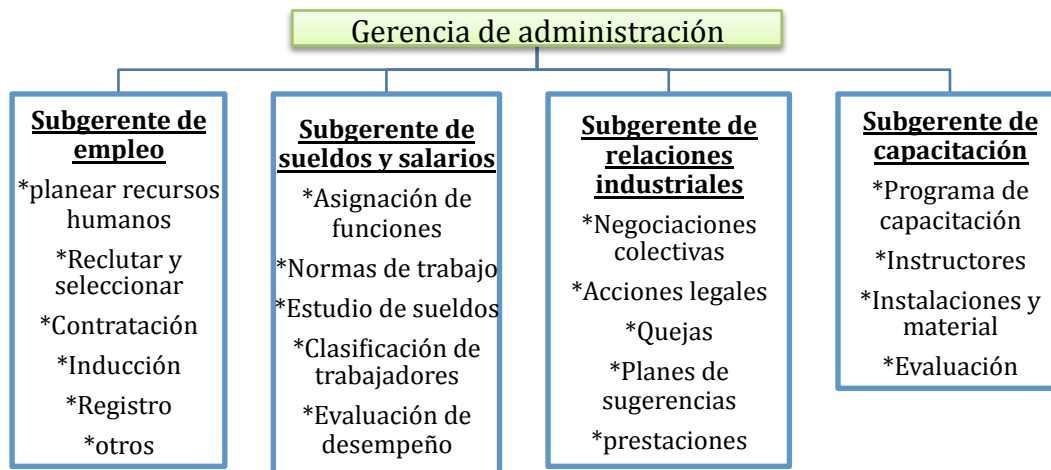 Gerencia de administración
Subgerente de
empleo
*planear recursos
humanos
*Reclutar y
seleccionar
*Contratación
*Inducción
*Registro
*otros
Subgerente de
sueldos y salarios
*Asignación de
funciones
*Normas de trabajo
*Estudio de sueldos
*Clasificación de
trabajadores
*Evaluación de
desempeño
Subgerente de
relaciones
industriales
*Negociaciones
colectivas
*Acciones legales
*Quejas
*Planes de
sugerencias
*prestaciones
Subgerente de
capacitación
*Programa de
capacitación
*Instructores
*Instalaciones y
material
*Evaluación